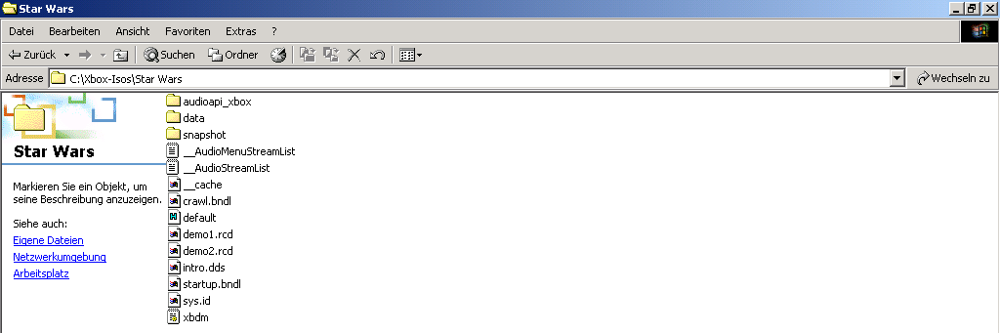 Star Wars
Datei Bearbeiten Ansicht Favoriten Extras ?
Zurück Suchen Ordner
Adresse C:\Xbox-Isos\Star Wars Wechseln zu
Star Wars
Markieren Sie ein Objekt, um
seine Beschreibung anzuzeigen.
Siehe auch:
Eigene Dateien
Netzwerkumgebung
Arbeitsplatz
audioapi_xbox
data
snapshot
__AudioMenuStreamList
__AudioStreamList
__cache
crawl.bndl
default
demo1.rcd
demo2.rcd
intro.dds
startup.bndl
sys.id
xbdm